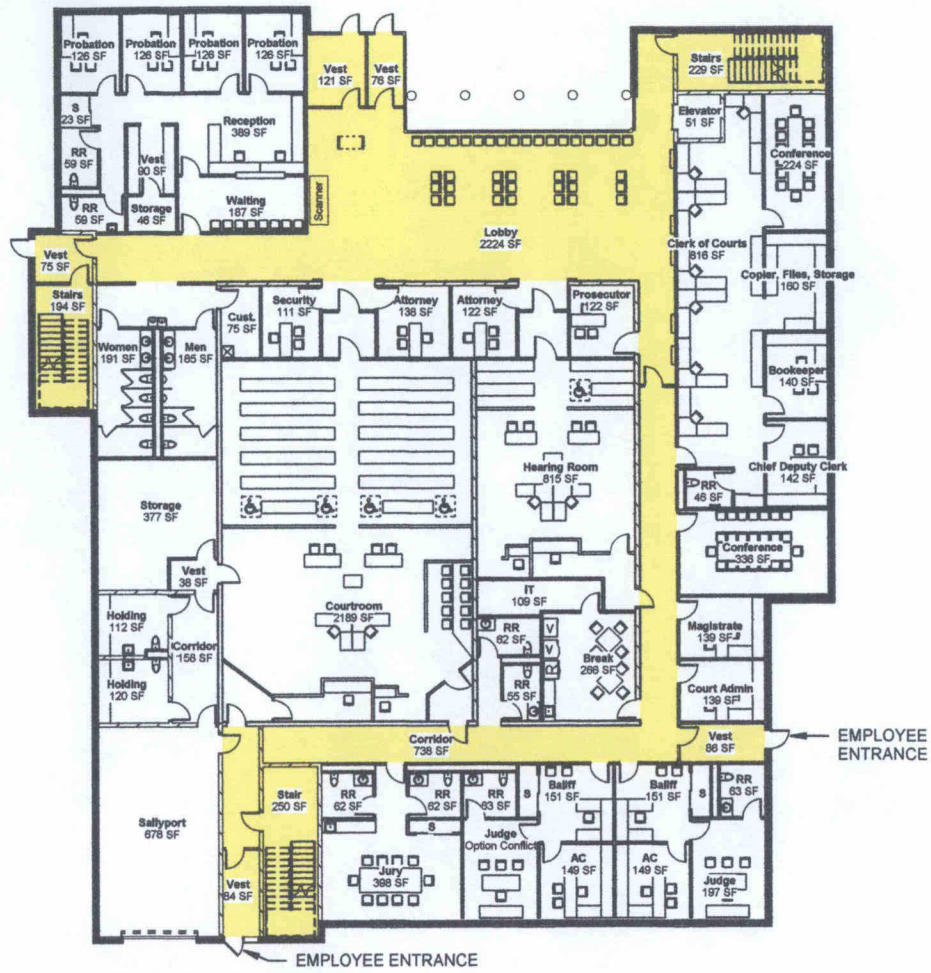 Probation
126 SF
Probation
126 SF
Probation
126 SF
Probation
126 SF
Vest
121 SF
Vest
76 SF
Stairs
229 SF
S
23 SF
Reception
389 SF
Elevator
51 SF
RR
59 SF
Vest
90 SF
Conference
224 SF
Waiting
187 SF
Scanner
RR
59 SF
Storage
46 SF
Lobby
2224 SF
Clerk of Courts
816 SF
Vest
75 SF
Copier, Files, Storage
160 SF
Stairs
194 SF
Cust.
75 SF
Security
111 SF
Attorney
138 SF
Attorney
122 SF
Prosecutor
122 SF
Women
191 SF
Men
185 SF
Bookeeper
140 SF
Hearing Room
815 SF
Chief Deputy Clerk
142 SF
RR
46 SF
Storage
377 SF
Conference
336 SF
Vest
38 SF
IT
109 SF
Holding
112 SF
Courtroom
2189 SF
Magistrate
139 SF
RR
62 SF
V
V
R
Break
266 SF
Corridor
156 SF
Holding
120 SF
RR
55 SF
Court Admin
139 SF
Corridor
738 SF
Vest
86 SF
EMPLOYEE
ENTRANCE
Stair
250 SF
RR
62 SF
RR
62 SF
RR
63 SF
S
Baliff
151 SF
Baliff
151 SF
S
RR
63 SF
Sallyport
678 SF
S
Judge
Option Conflict
Jury
398 SF
AC
149 SF
AC
149 SF
Judge
197 SF
Vest
84 SF
EMPLOYEE ENTRANCE